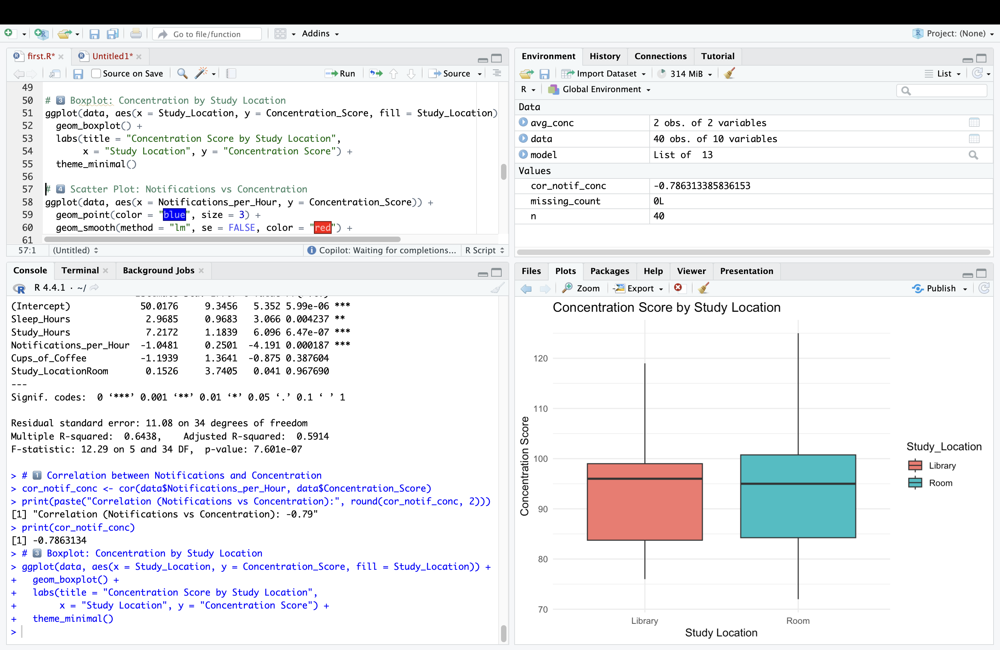 Go to file/function
Addins
Project: (None)
first.R*
Untitled1*
Source on Save
Run
Source
49
50 # 3 Boxplot: Concentration by Study Location
51 ggplot(data, aes(x = Study_Location, y = Concentration_Score, fill = Study_Location)
52 geom_boxplot() +
53 labs(title = "Concentration Score by Study Location",
54 x = "Study Location", y = "Concentration Score") +
55 theme_minimal()
56
57 # 4 Scatter Plot: Notifications vs Concentration
58 ggplot(data, aes(x = Notifications_per_Hour, y = Concentration_Score)) +
59 geom_point(color = "blue", size = 3) +
60 geom_smooth(method = "lm", se = FALSE, color = "red") +
61
57:1
(Untitled)
Copilot: Waiting for completions...
R Script
Console
Terminal
Background Jobs
R 4.4.1 · ~/
(Intercept) 50.0176 9.3456 5.352 5.99e-06 ***
Sleep_Hours 2.9685 0.9683 3.066 0.004237 **
Study_Hours 7.2172 1.1839 6.096 6.47e-07 ***
Notifications_per_Hour -1.0481 0.2501 -4.191 0.000187 ***
Cups_of_Coffee -1.1939 1.3641 -0.875 0.387604
Study_LocationRoom 0.1526 3.7405 0.041 0.967690
---
Signif. codes: 0 ‘***’ 0.001 ‘**’ 0.01 ‘*’ 0.05 ‘.’ 0.1 ‘ ’ 1
Residual standard error: 11.08 on 34 degrees of freedom
Multiple R-squared: 0.6438, Adjusted R-squared: 0.5914
F-statistic: 12.29 on 5 and 34 DF, p-value: 7.601e-07
> # 1 Correlation between Notifications and Concentration
> cor_notif_conc <- cor(data$Notifications_per_Hour, data$Concentration_Score)
> print(paste("Correlation (Notifications vs Concentration):", round(cor_notif_conc, 2)))
[1] "Correlation (Notifications vs Concentration): -0.79"
> print(cor_notif_conc)
[1] -0.7863134
> # 3 Boxplot: Concentration by Study Location
> ggplot(data, aes(x = Study_Location, y = Concentration_Score, fill = Study_Location)) +
+ geom_boxplot() +
+ labs(title = "Concentration Score by Study Location",
+ x = "Study Location", y = "Concentration Score") +
+ theme_minimal()
>
Environment
History
Connections
Tutorial
Import Dataset
314 MiB
List
R
Global Environment
Data
avg_conc 2 obs. of 2 variables
data 40 obs. of 10 variables
model List of 13
Values
cor_notif_conc -0.786313385836153
missing_count 0L
n 40
Files
Plots
Packages
Help
Viewer
Presentation
Zoom
Export
Publish
Concentration Score by Study Location
Concentration Score
120
110
100
90
80
70
Library
Room
Study Location
Study_Location
Library
Room